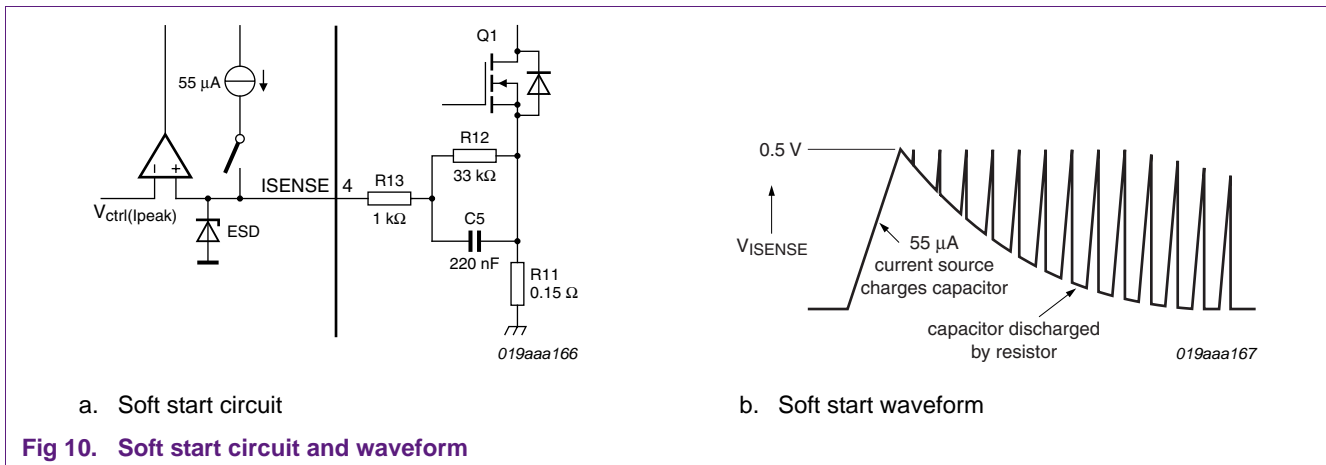 Q1
55 μA
R12
33 kΩ
ISENSE 4
R13
1 kΩ
Vctrl(Ipeak)
ESD
C5
220 nF
R11
0.15 Ω
019aaa166
a. Soft start circuit
0.5 V
VISENSE
55 μA
current source
charges capacitor
capacitor discharged
by resistor
019aaa167
b. Soft start waveform
Fig 10. Soft start circuit and waveform